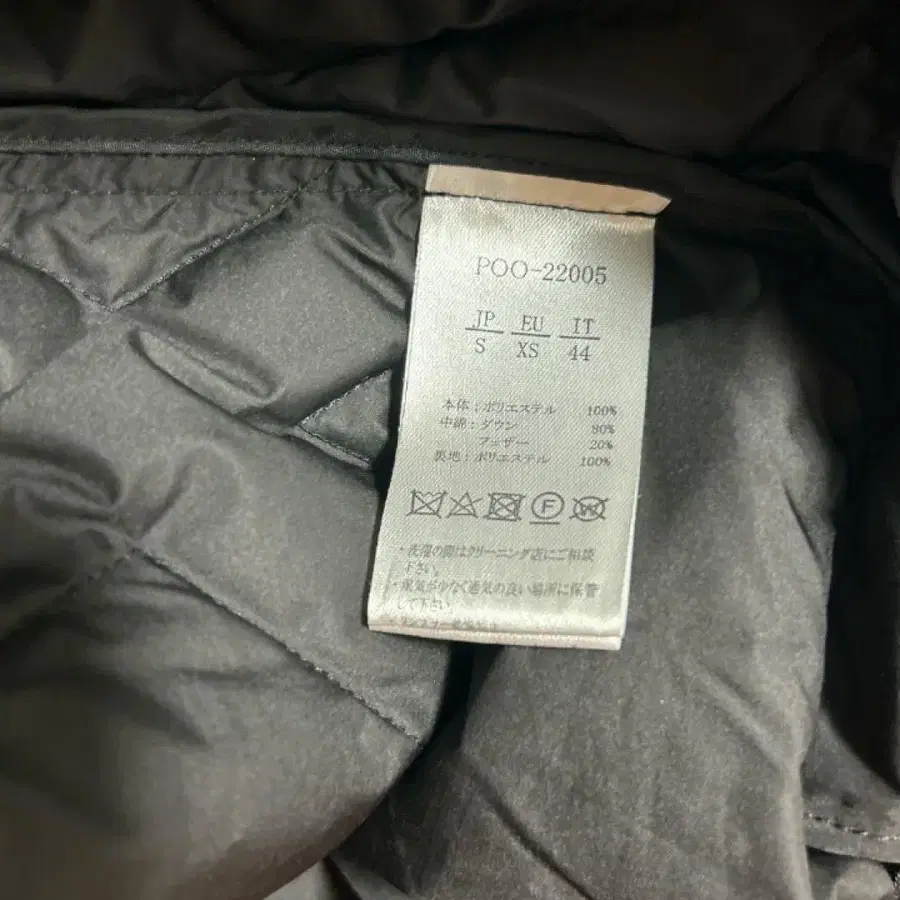 POO-22005
JP EU IT
S XS 44
本体:ポリエステル 100%
中綿:ダウン 80%
フェザー 20%
裏地:ポリエステル 100%
F W
・洗濯の際はクリーニング店にご相談
下さい。
・湿気が少なく通気の良い場所に保管
して下さい。